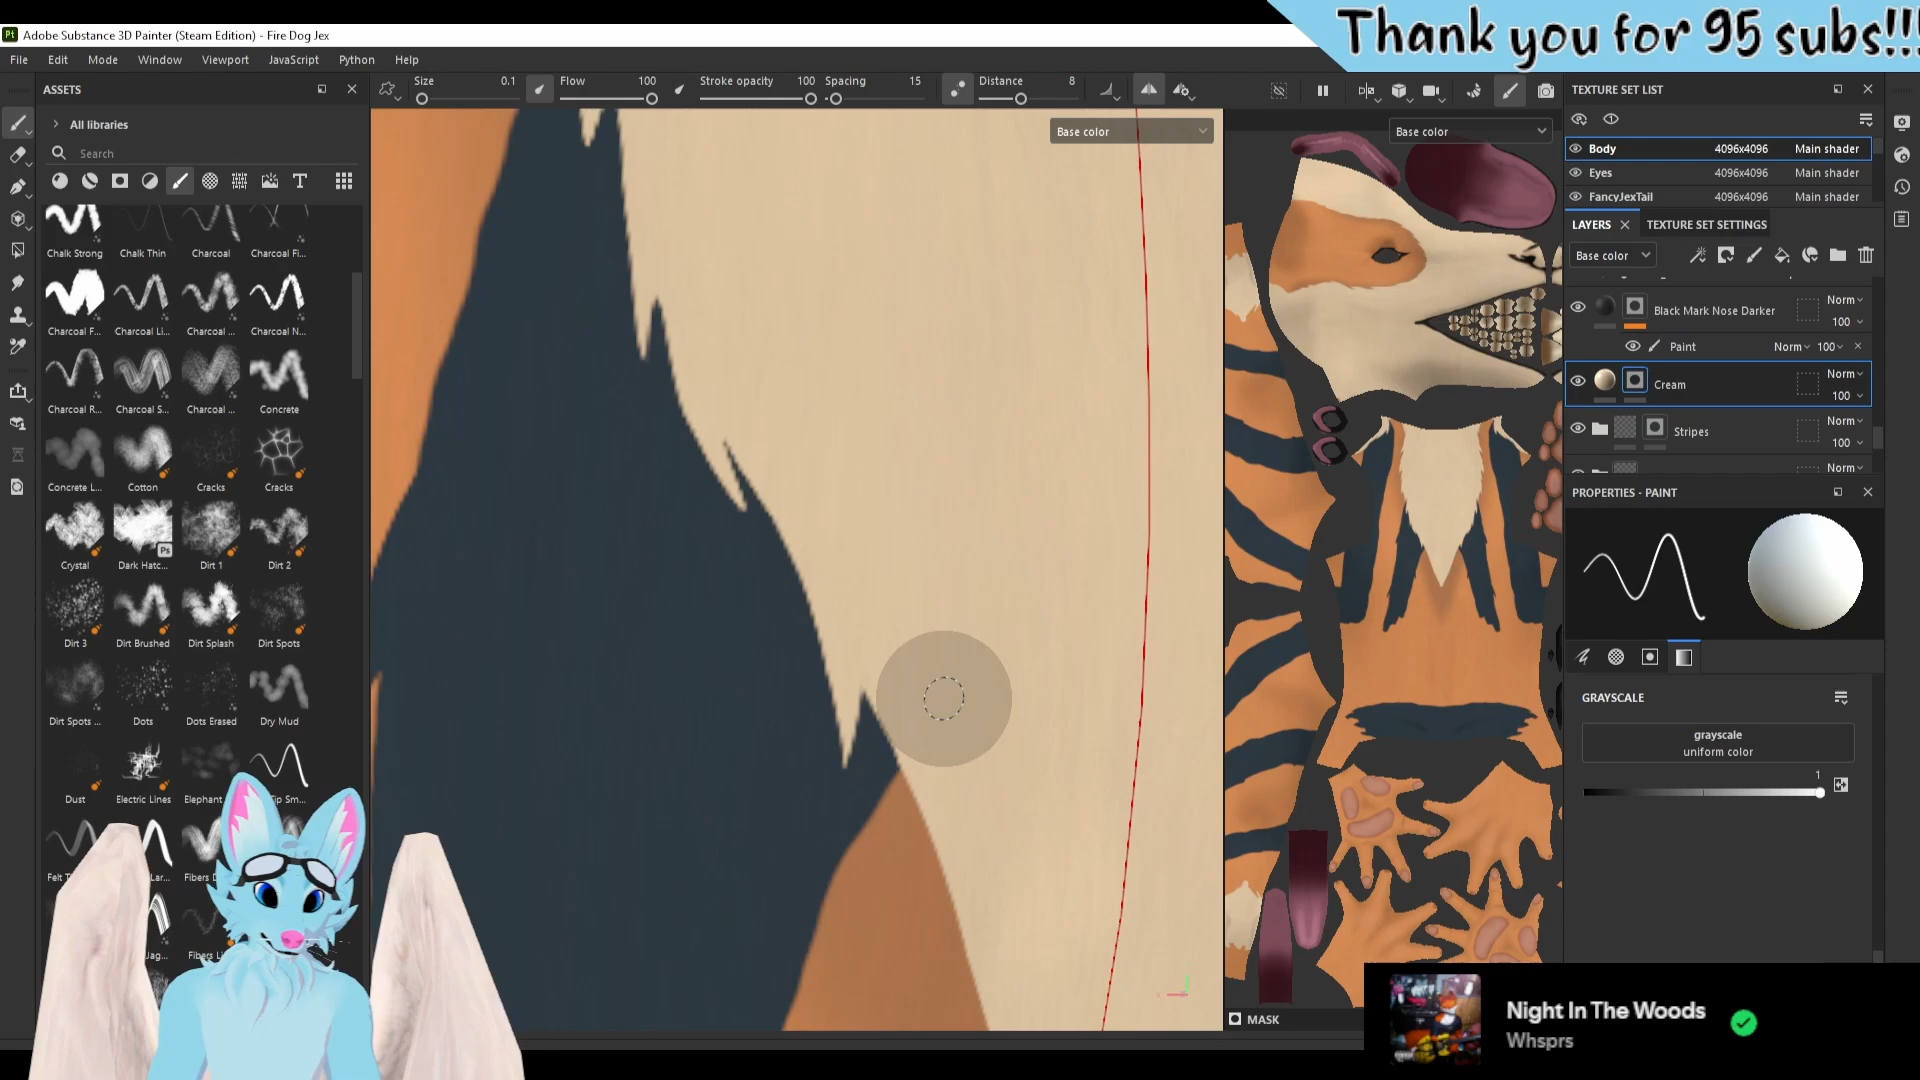 Thank you for 95 subs!!!
Adobe Substance 3D Painter (Steam Edition) - Fire Dog Jex
File Edit Mode Window Viewport JavaScript Python Help
ASSETS
Size 0.1 Flow 100 Stroke opacity 100 Spacing 15 Distance 8
All libraries
Search
Chalk Strong Chalk Thin Charcoal Charcoal Fi...
Charcoal F... Charcoal Li... Charcoal ... Charcoal N...
Charcoal R... Charcoal S... Charcoal ... Concrete
Concrete L... Cotton Cracks Cracks
Crystal Dark Hatc... Dirt 1 Dirt 2
Ps
Dirt 3 Dirt Brushed Dirt Splash Dirt Spots
Dirt Spots ... Dots Dots Erased Dry Mud
Dust Electric Lines Elephant
Base color
Base color
MASK
TEXTURE SET LIST
Body 4096x4096 Main shader
Eyes 4096x4096 Main shader
FancyJexTail 4096x4096 Main shader
LAYERS TEXTURE SET SETTINGS
Base color
Black Mark Nose Darker Norm 100
Paint Norm 100
Cream Norm 100
Stripes Norm 100
Norm
PROPERTIES - PAINT
GRAYSCALE
grayscale
uniform color
1
Night In The Woods
Whsprs